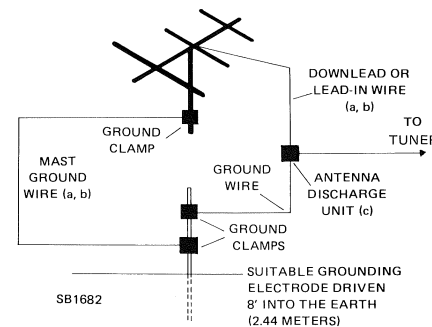 DOWNLEAD OR
LEAD-IN WIRE
(a, b)
TO
TUNER
GROUND
CLAMP
MAST
GROUND
WIRE (a, b)
GROUND
WIRE
ANTENNA
DISCHARGE
UNIT (c)
GROUND
CLAMPS
SUITABLE GROUNDING
ELECTRODE DRIVEN
8' INTO THE EARTH
(2.44 METERS)
SB1682